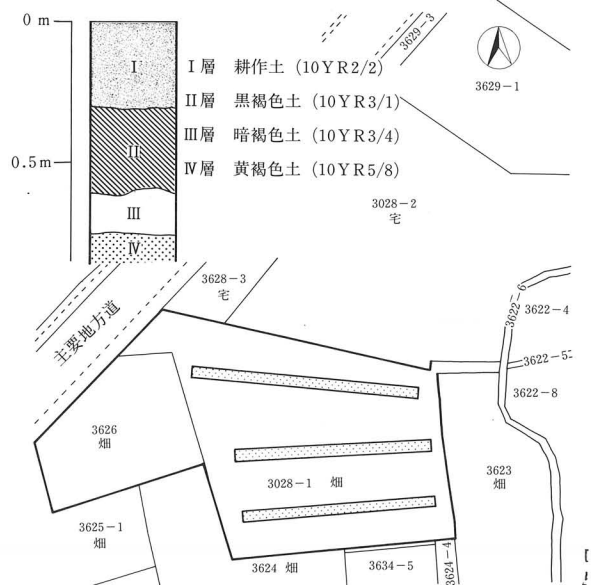 0 m
0.5m
I
II
III
IV
I層 耕作土 (10YR2/2)
II層 黒褐色土 (10YR3/1)
III層 暗褐色土 (10YR3/4)
IV層 黄褐色土 (10YR5/8)
3629-3
3629-1
3028-2
宅
3628-3
宅
主要地方道
3622-6
3622-4
3622-5
3622-8
3626
畑
3028-1 畑
3623
畑
3625-1
畑
3624 畑
3634-5
3624-4